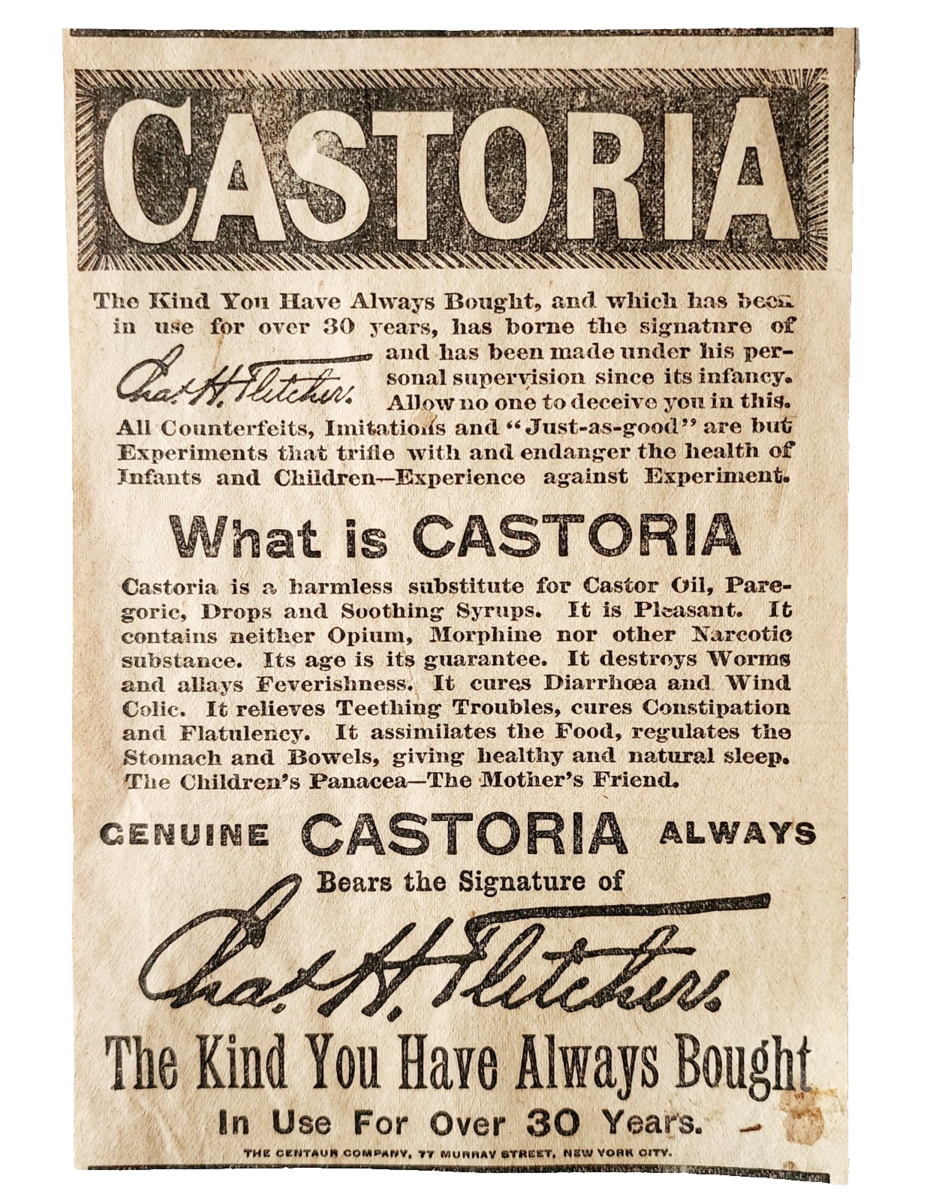 CASTORIA
The Kind You Have Always Bought, and which has been
in use for over 30 years, has borne the signature of
Chas. H. Fletcher.
and has been made under his per-
sonal supervision since its infancy.
Allow no one to deceive you in this.
All Counterfeits, Imitations and “Just-as-good” are but
Experiments that trifle with and endanger the health of
Infants and Children—Experience against Experiment.
What is CASTORIA
Castoria is a harmless substitute for Castor Oil, Pare-
goric, Drops and Soothing Syrups. It is Pleasant. It
contains neither Opium, Morphine nor other Narcotic
substance. Its age is its guarantee. It destroys Worms
and allays Feverishness. It cures Diarrhœa and Wind
Colic. It relieves Teething Troubles, cures Constipation
and Flatulency. It assimilates the Food, regulates the
Stomach and Bowels, giving healthy and natural sleep.
The Children’s Panacea—The Mother’s Friend.
GENUINE CASTORIA ALWAYS
Bears the Signature of
Chas. H. Fletcher.
The Kind You Have Always Bought
In Use For Over 30 Years.
THE CENTAUR COMPANY, 77 MURRAY STREET, NEW YORK CITY.